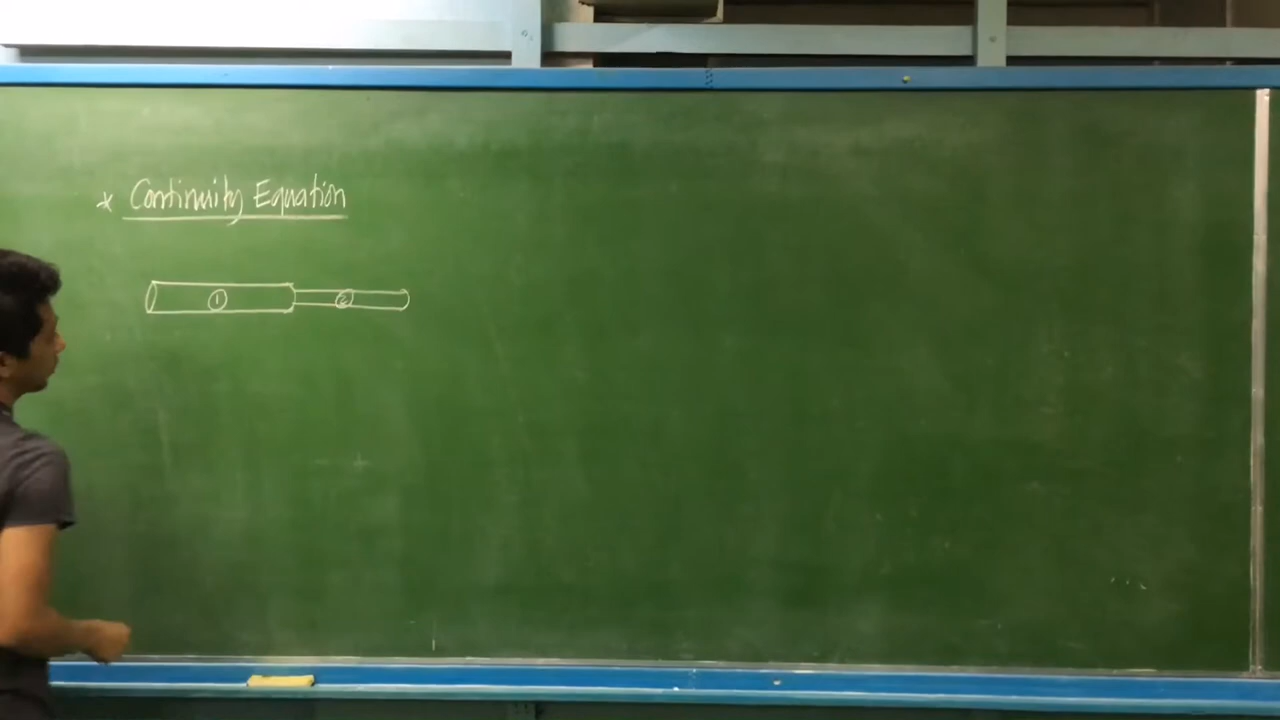 * Continuity Equation
① ②